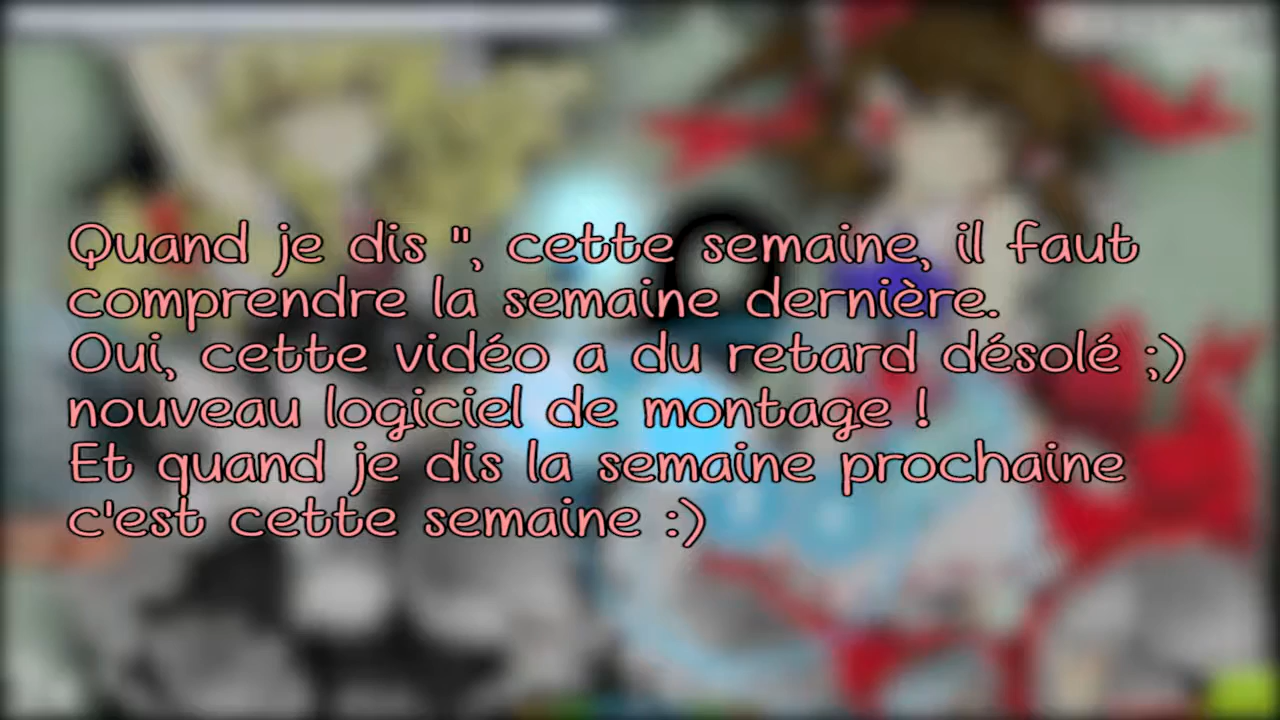 Quand je dis ", cette semaine, il faut
comprendre la semaine dernière.
Oui, cette vidéo a du retard désolé ;)
nouveau logiciel de montage !
Et quand je dis la semaine prochaine
c'est cette semaine :)